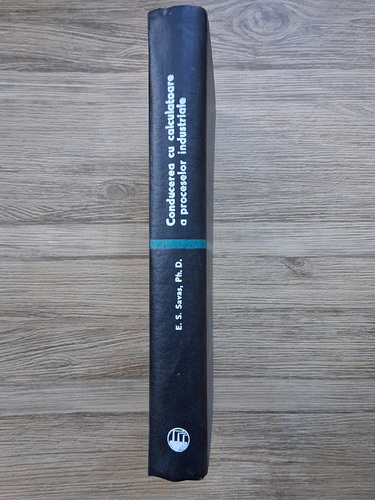 Conducerea cu calculatoare
a proceselor industriale
E. S. Savas, Ph. D.